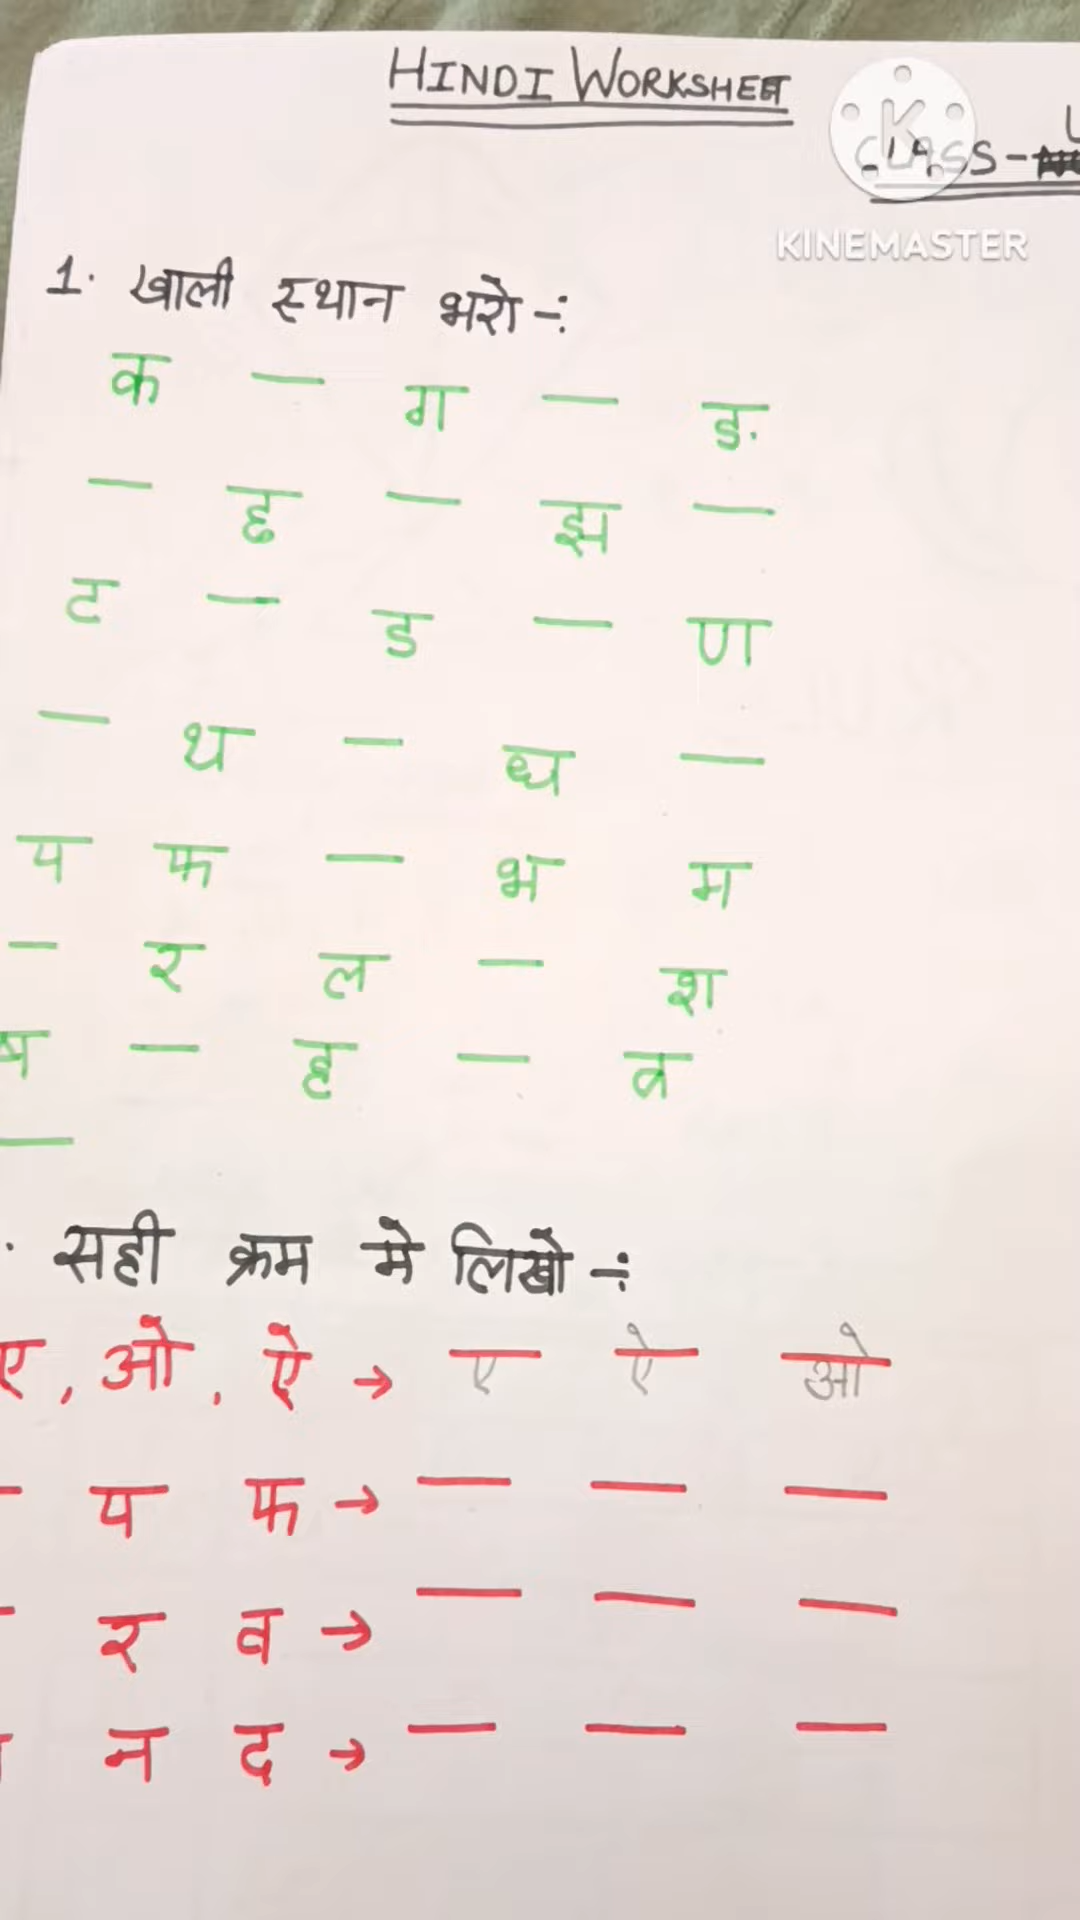 HINDI WORKSHEET
CLASS-
KINEMASTER
1. खाली स्थान भरो -:
क — ग — ङ
— छ — झ —
ट — ड — ण
— थ — ध —
प फ — भ म
— र ल — श
ष — ह — त्र
—
सही क्रम मे लिखो -:
ए, ओ, ऐ → ए ऐ ओ
प फ → — — —
र व → — — —
न द → — — —